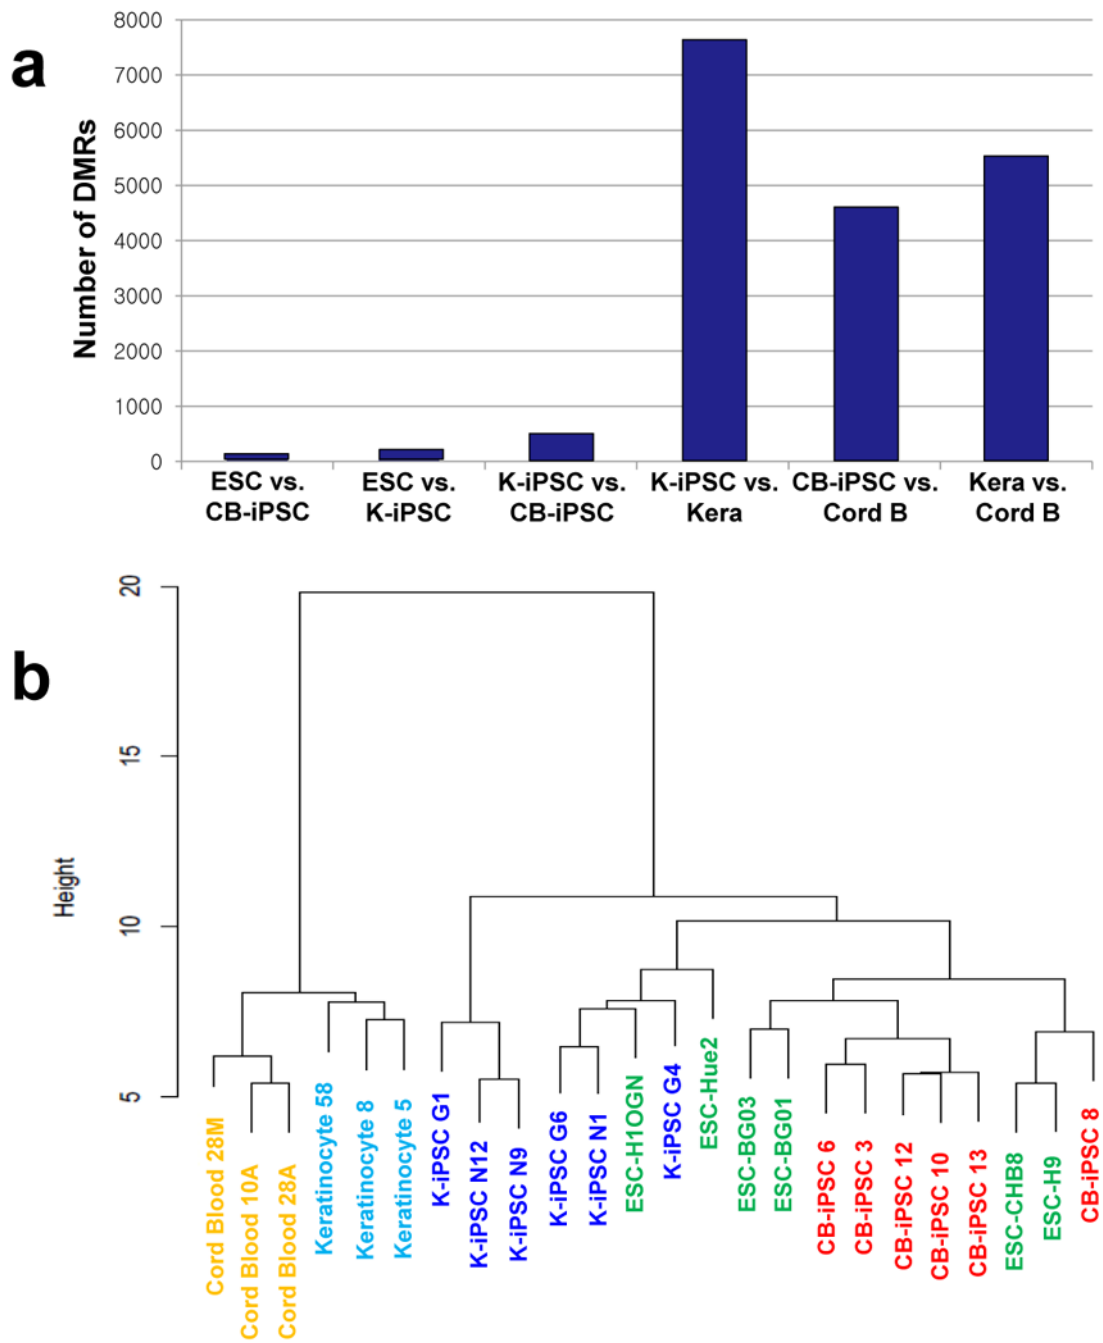 a
Number of DMRs
8000
7000
6000
5000
4000
3000
2000
1000
0
ESC vs.
CB-iPSC
ESC vs.
K-iPSC
K-iPSC vs.
CB-iPSC
K-iPSC vs.
Kera
CB-iPSC vs.
Cord B
Kera vs.
Cord B
b
Height
20
15
10
5
Cord Blood 28M
Cord Blood 10A
Cord Blood 28A
Keratinocyte 58
Keratinocyte 8
Keratinocyte 5
K-iPSC G1
K-iPSC N12
K-iPSC N9
K-iPSC G6
K-iPSC N1
ESC-H1OGN
K-iPSC G4
ESC-Hue2
ESC-BG03
ESC-BG01
CB-iPSC 6
CB-iPSC 3
CB-iPSC 12
CB-iPSC 10
CB-iPSC 13
ESC-CHB8
ESC-H9
CB-iPSC 8